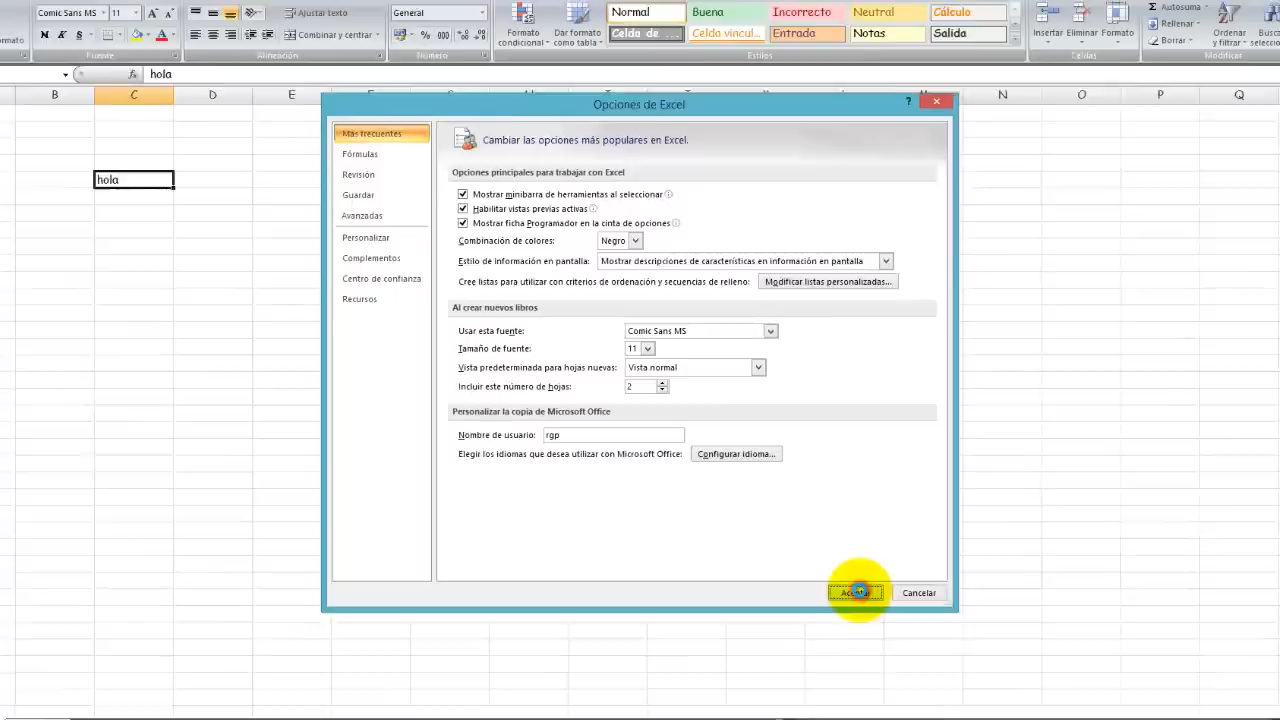 Comic Sans MS 11 Ajustar texto General Normal Buena Incorrecto Neutral Cálculo Autosuma
N K S Combinar y centrar % 000 Formato condicional Dar formato como tabla Celda de ... Celda vincul... Entrada Notas Salida Insertar Eliminar Formato Rellenar Borrar Ordenar y filtrar
Fuente Alineación Número Estilos Celdas Modificar
fx hola
B C D E N O P Q
Opciones de Excel ?
Más frecuentes
Fórmulas
Revisión
Guardar
Avanzadas
Personalizar
Complementos
Centro de confianza
Recursos
hola
Cambiar las opciones más populares en Excel.
Opciones principales para trabajar con Excel
Mostrar minibarra de herramientas al seleccionar
Habilitar vistas previas activas
Mostrar ficha Programador en la cinta de opciones
Combinación de colores: Negro
Estilo de información en pantalla: Mostrar descripciones de características en información en pantalla
Cree listas para utilizar con criterios de ordenación y secuencias de relleno: Modificar listas personalizadas...
Al crear nuevos libros
Usar esta fuente: Comic Sans MS
Tamaño de fuente: 11
Vista predeterminada para hojas nuevas: Vista normal
Incluir este número de hojas: 2
Personalizar la copia de Microsoft Office
Nombre de usuario: rgp
Elegir los idiomas que desea utilizar con Microsoft Office: Configurar idioma...
Cancelar